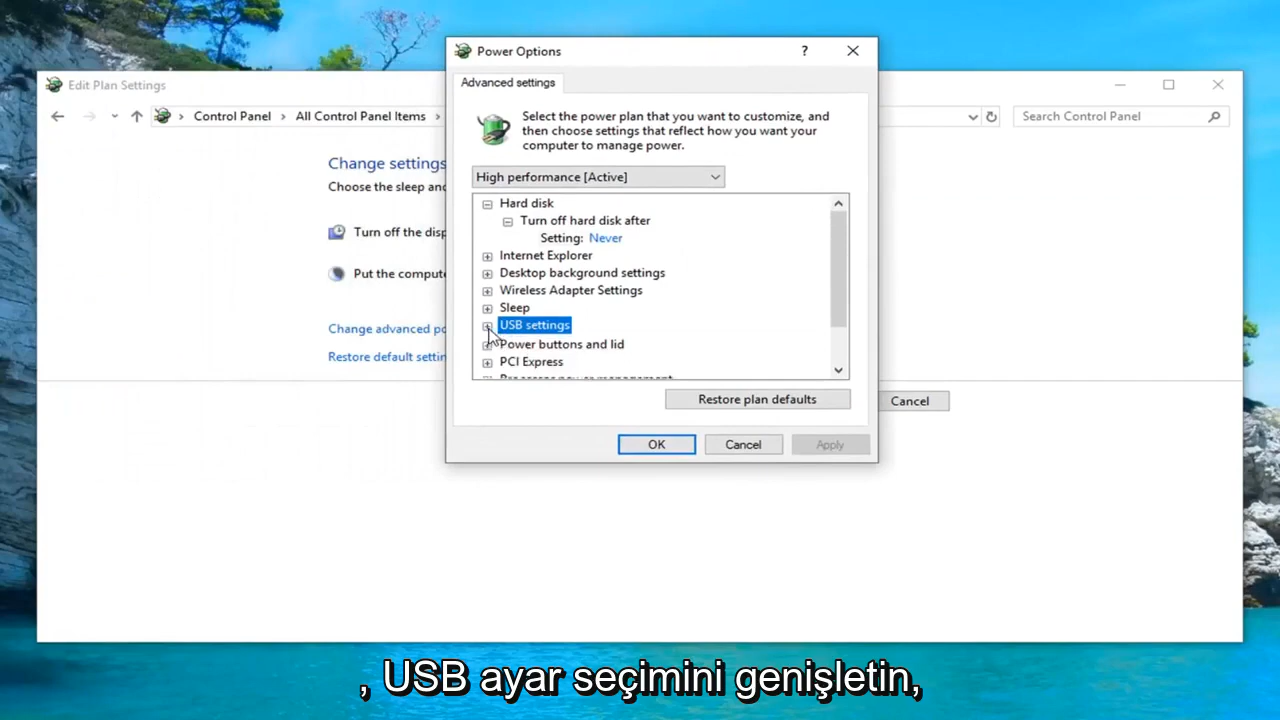 Power Options
?
Advanced settings
Select the power plan that you want to customize, and
then choose settings that reflect how you want your
computer to manage power.
High performance [Active]
Hard disk
Turn off hard disk after
Setting: Never
Internet Explorer
Desktop background settings
Wireless Adapter Settings
Sleep
USB settings
Power buttons and lid
PCI Express
Processor power management
Restore plan defaults
OK
Cancel
Apply
Edit Plan Settings
Control Panel
All Control Panel Items
Search Control Panel
Change settings
Choose the sleep and
Turn off the disp
Put the compute
Change advanced po
Restore default settin
Cancel
, USB ayar seçimini genişletin,